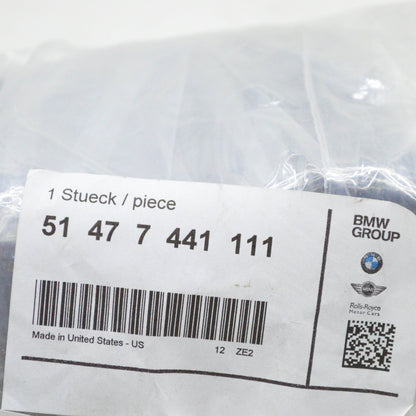 1 Stueck / piece
51 47 7 441 111
Made in United States - US
12 ZE2
BMW
GROUP
Rolls-Royce
Motor Cars